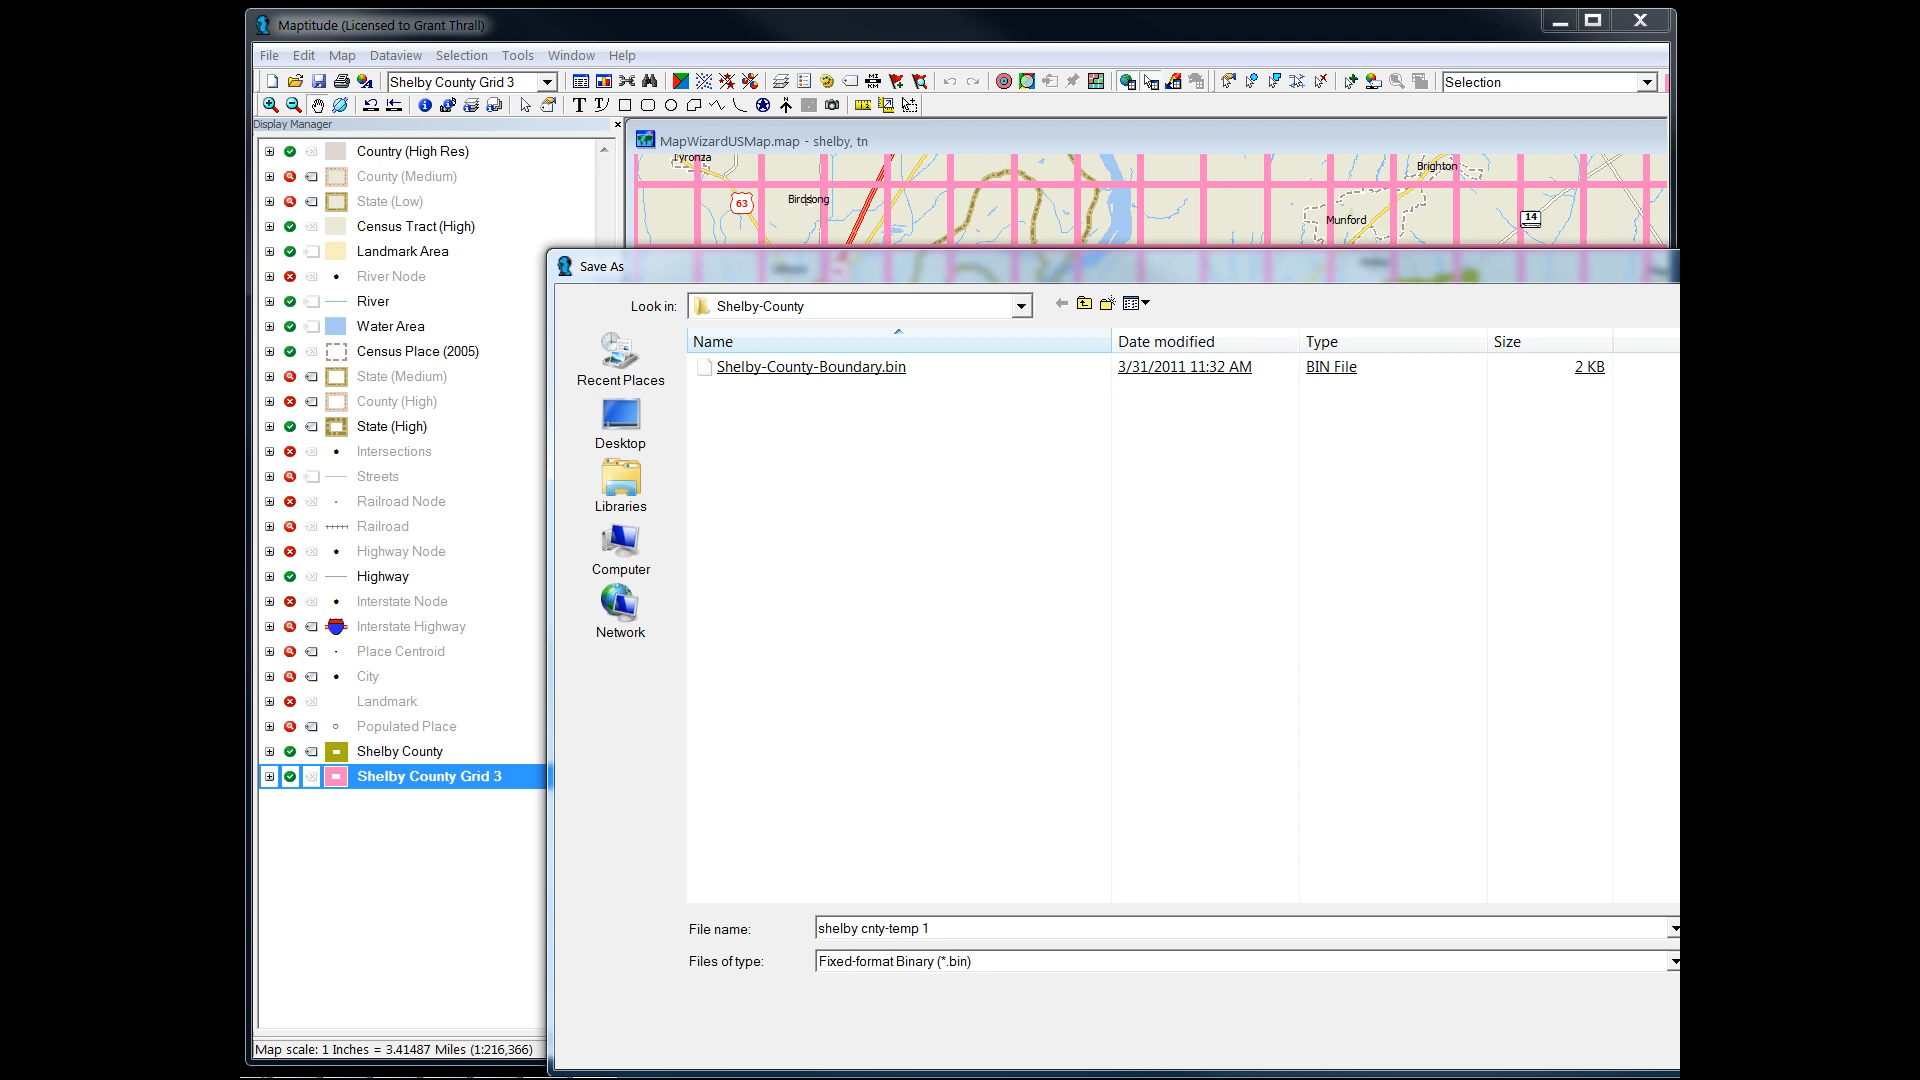 Maptitude (Licensed to Grant Thrall)
File Edit Map Dataview Selection Tools Window Help
Shelby County Grid 3
Selection
Display Manager
Country (High Res)
County (Medium)
State (Low)
Census Tract (High)
Landmark Area
River Node
River
Water Area
Census Place (2005)
State (Medium)
County (High)
State (High)
Intersections
Streets
Railroad Node
Railroad
Highway Node
Highway
Interstate Node
Interstate Highway
Place Centroid
City
Landmark
Populated Place
Shelby County
Shelby County Grid 3
Map scale: 1 Inches = 3.41487 Miles (1:216,366)
MapWizardUSMap.map - shelby, tn
Tyronza
Brighton
63
Birdsong
Munford
14
Save As
Look in: Shelby-County
Recent Places
Desktop
Libraries
Computer
Network
Name Date modified Type Size
Shelby-County-Boundary.bin 3/31/2011 11:32 AM BIN File 2 KB
File name: shelby cnty-temp 1
Files of type: Fixed-format Binary (*.bin)